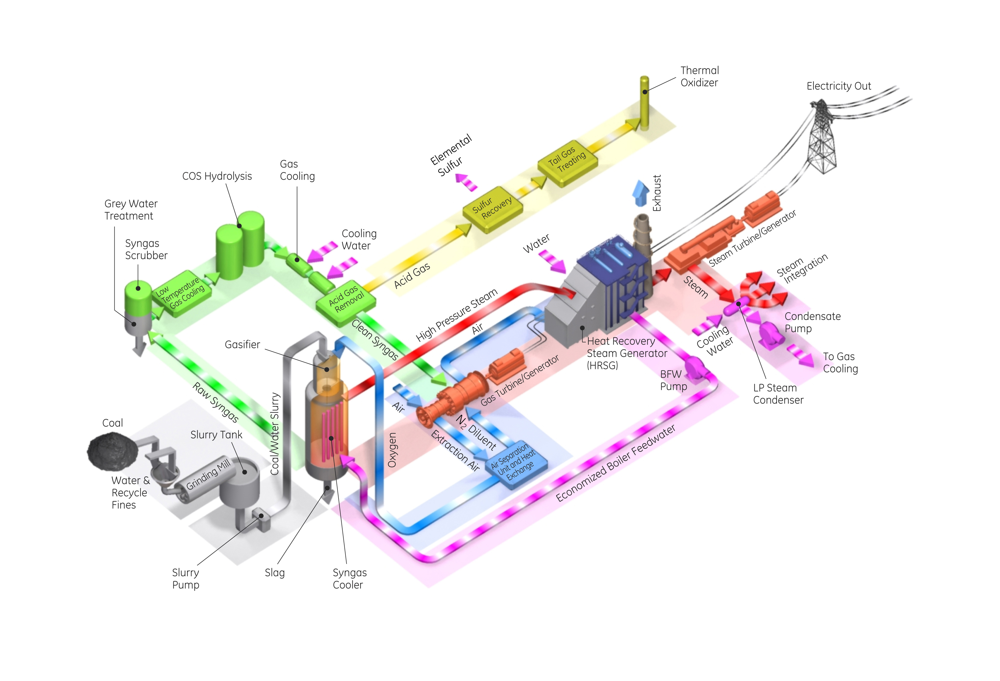 Thermal
Oxidizer
Electricity Out
Elemental
Sulfur
Tail Gas
Treating
Gas
Cooling
COS Hydrolysis
Exhaust
Sulfur
Recovery
Grey Water
Treatment
Syngas
Scrubber
Cooling
Water
Water
Steam Turbine/Generator
Steam
Integration
Acid Gas
Low
Temperature
Gas Cooling
Acid Gas
Removal
Steam
High Pressure Steam
Air
Clean Syngas
Condensate
Pump
Cooling
Water
Gasifier
Heat Recovery
Steam Generator
(HRSG)
To Gas
Cooling
BFW
Pump
LP Steam
Condenser
Gas Turbine/Generator
Raw Syngas
Air
Coal/Water Slurry
N2 Diluent
Extraction Air
Oxygen
Coal
Slurry Tank
Air Separation
Unit and Heat
Exchange
Economized Boiler Feedwater
Grinding Mill
Water &
Recycle
Fines
Slurry
Pump
Slag
Syngas
Cooler